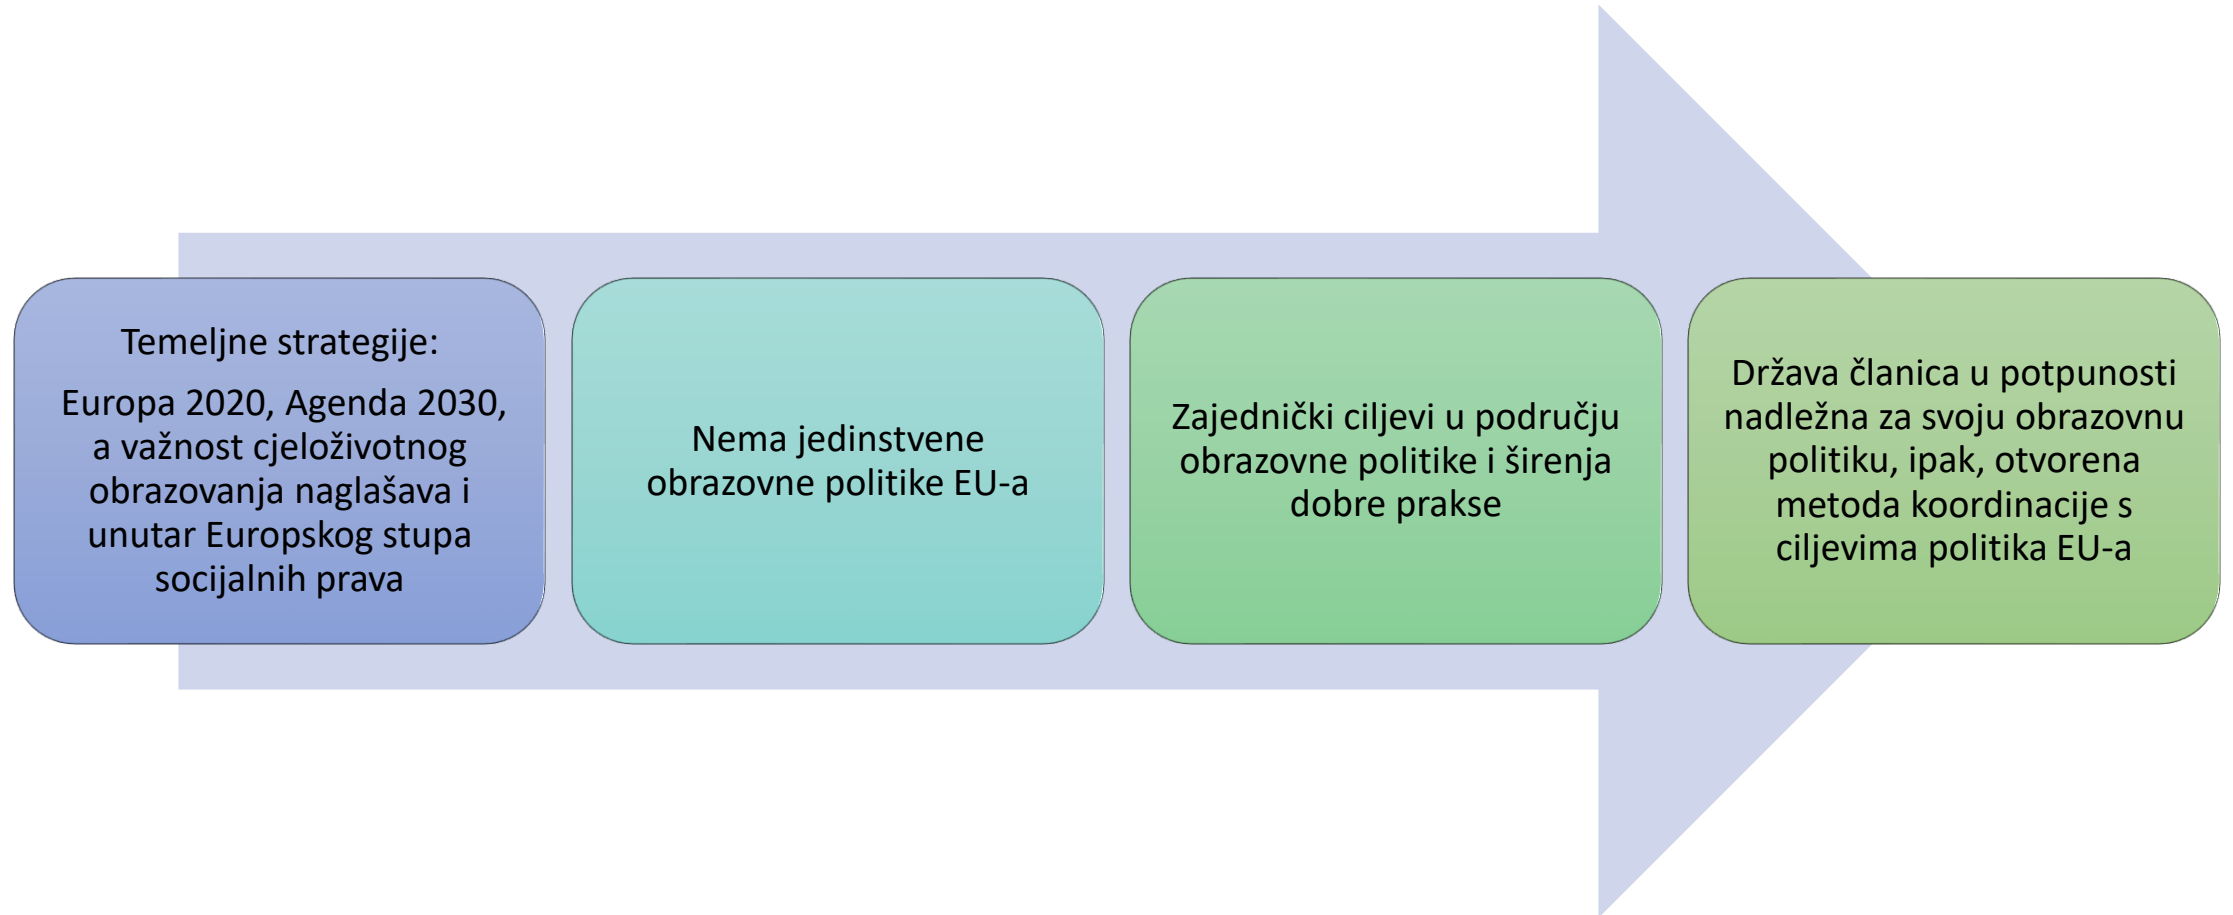 Temeljne strategije:
Europa 2020, Agenda 2030,
a važnost cjeloživotnog
obrazovanja naglašava i
unutar Europskog stupa
socijalnih prava
Nema jedinstvene
obrazovne politike EU-a
Zajednički ciljevi u području
obrazovne politike i širenja
dobre prakse
Država članica u potpunosti
nadležna za svoju obrazovnu
politiku, ipak, otvorena
metoda koordinacije s
ciljevima politika EU-a